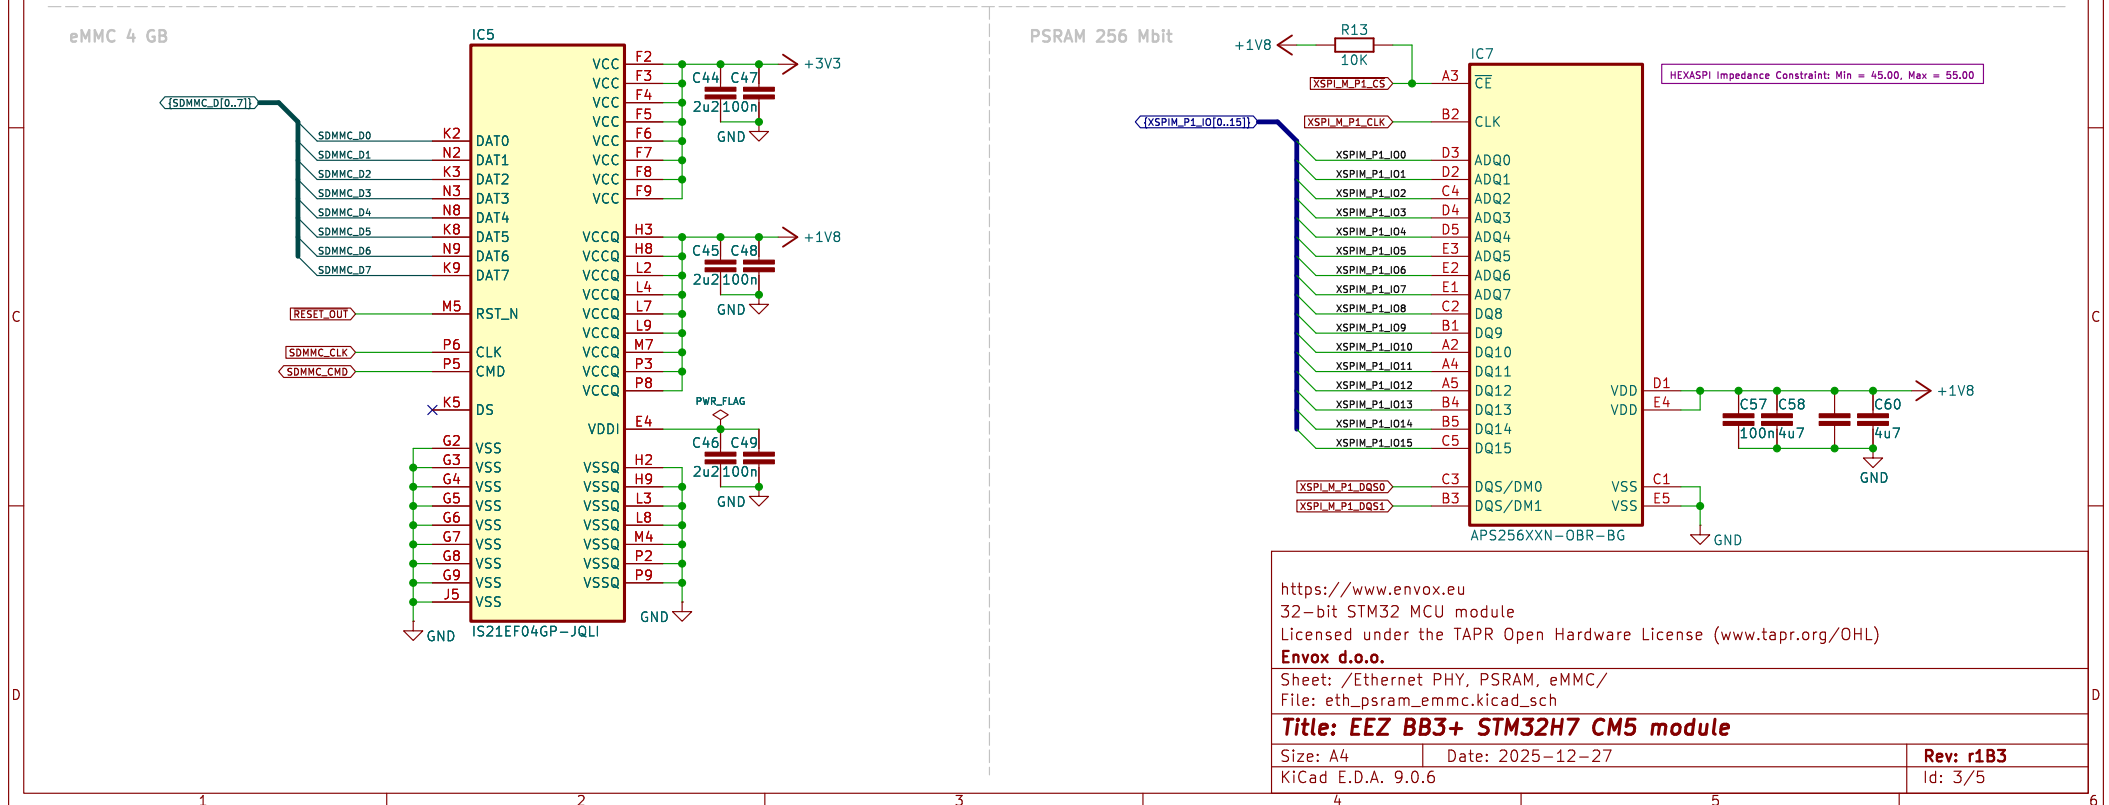 eMMC 4 GB
IC5
{SDMMC_D[0..7]}
SDMMC_D0 K2 DAT0
SDMMC_D1 N2 DAT1
SDMMC_D2 K3 DAT2
SDMMC_D3 N3 DAT3
SDMMC_D4 N8 DAT4
SDMMC_D5 K8 DAT5
SDMMC_D6 N9 DAT6
SDMMC_D7 K9 DAT7
RESET_OUT M5 RST_N
SDMMC_CLK P6 CLK
SDMMC_CMD P5 CMD
K5 DS
G2 VSS
G3 VSS
G4 VSS
G5 VSS
G6 VSS
G7 VSS
G8 VSS
G9 VSS
J5 VSS
GND
VCC F2
VCC F3
VCC F4
VCC F5
VCC F6
VCC F7
VCC F8
VCC F9
+3V3
C44 C47
2u2 100n
GND
VCCQ H3
VCCQ H8
VCCQ L2
VCCQ L4
VCCQ L7
VCCQ L9
VCCQ M7
VCCQ P3
VCCQ P8
+1V8
C45 C48
2u2 100n
GND
PWR_FLAG
VDDI E4
C46 C49
2u2 100n
GND
VSSQ H2
VSSQ H9
VSSQ L3
VSSQ L8
VSSQ M4
VSSQ P2
VSSQ P9
GND
IS21EF04GP-JQLI
PSRAM 256 Mbit
R13
+1V8
10K
IC7
HEXASPI Impedance Constraint: Min = 45.00, Max = 55.00
XSPI_M_P1_CS A3 CE
{XSPIM_P1_IO[0..15]}
XSPI_M_P1_CLK B2 CLK
XSPIM_P1_IO0 D3 ADQ0
XSPIM_P1_IO1 D2 ADQ1
XSPIM_P1_IO2 C4 ADQ2
XSPIM_P1_IO3 D4 ADQ3
XSPIM_P1_IO4 D5 ADQ4
XSPIM_P1_IO5 E3 ADQ5
XSPIM_P1_IO6 E2 ADQ6
XSPIM_P1_IO7 E1 ADQ7
XSPIM_P1_IO8 C2 DQ8
XSPIM_P1_IO9 B1 DQ9
XSPIM_P1_IO10 A2 DQ10
XSPIM_P1_IO11 A4 DQ11
XSPIM_P1_IO12 A5 DQ12
XSPIM_P1_IO13 B4 DQ13
XSPIM_P1_IO14 B5 DQ14
XSPIM_P1_IO15 C5 DQ15
XSPI_M_P1_DQS0 C3 DQS/DM0
XSPI_M_P1_DQS1 B3 DQS/DM1
VDD D1
VDD E4
+1V8
C57 C58 C60
100n 4u7 4u7
GND
VSS C1
VSS E5
GND
APS256XXN-OBR-BG
https://www.envox.eu
32-bit STM32 MCU module
Licensed under the TAPR Open Hardware License (www.tapr.org/OHL)
Envox d.o.o.
Sheet: /Ethernet PHY, PSRAM, eMMC/
File: eth_psram_emmc.kicad_sch
Title: EEZ BB3+ STM32H7 CM5 module
Size: A4 Date: 2025-12-27 Rev: r1B3
KiCad E.D.A. 9.0.6 Id: 3/5
C C
D D
1 2 3 4 5 6